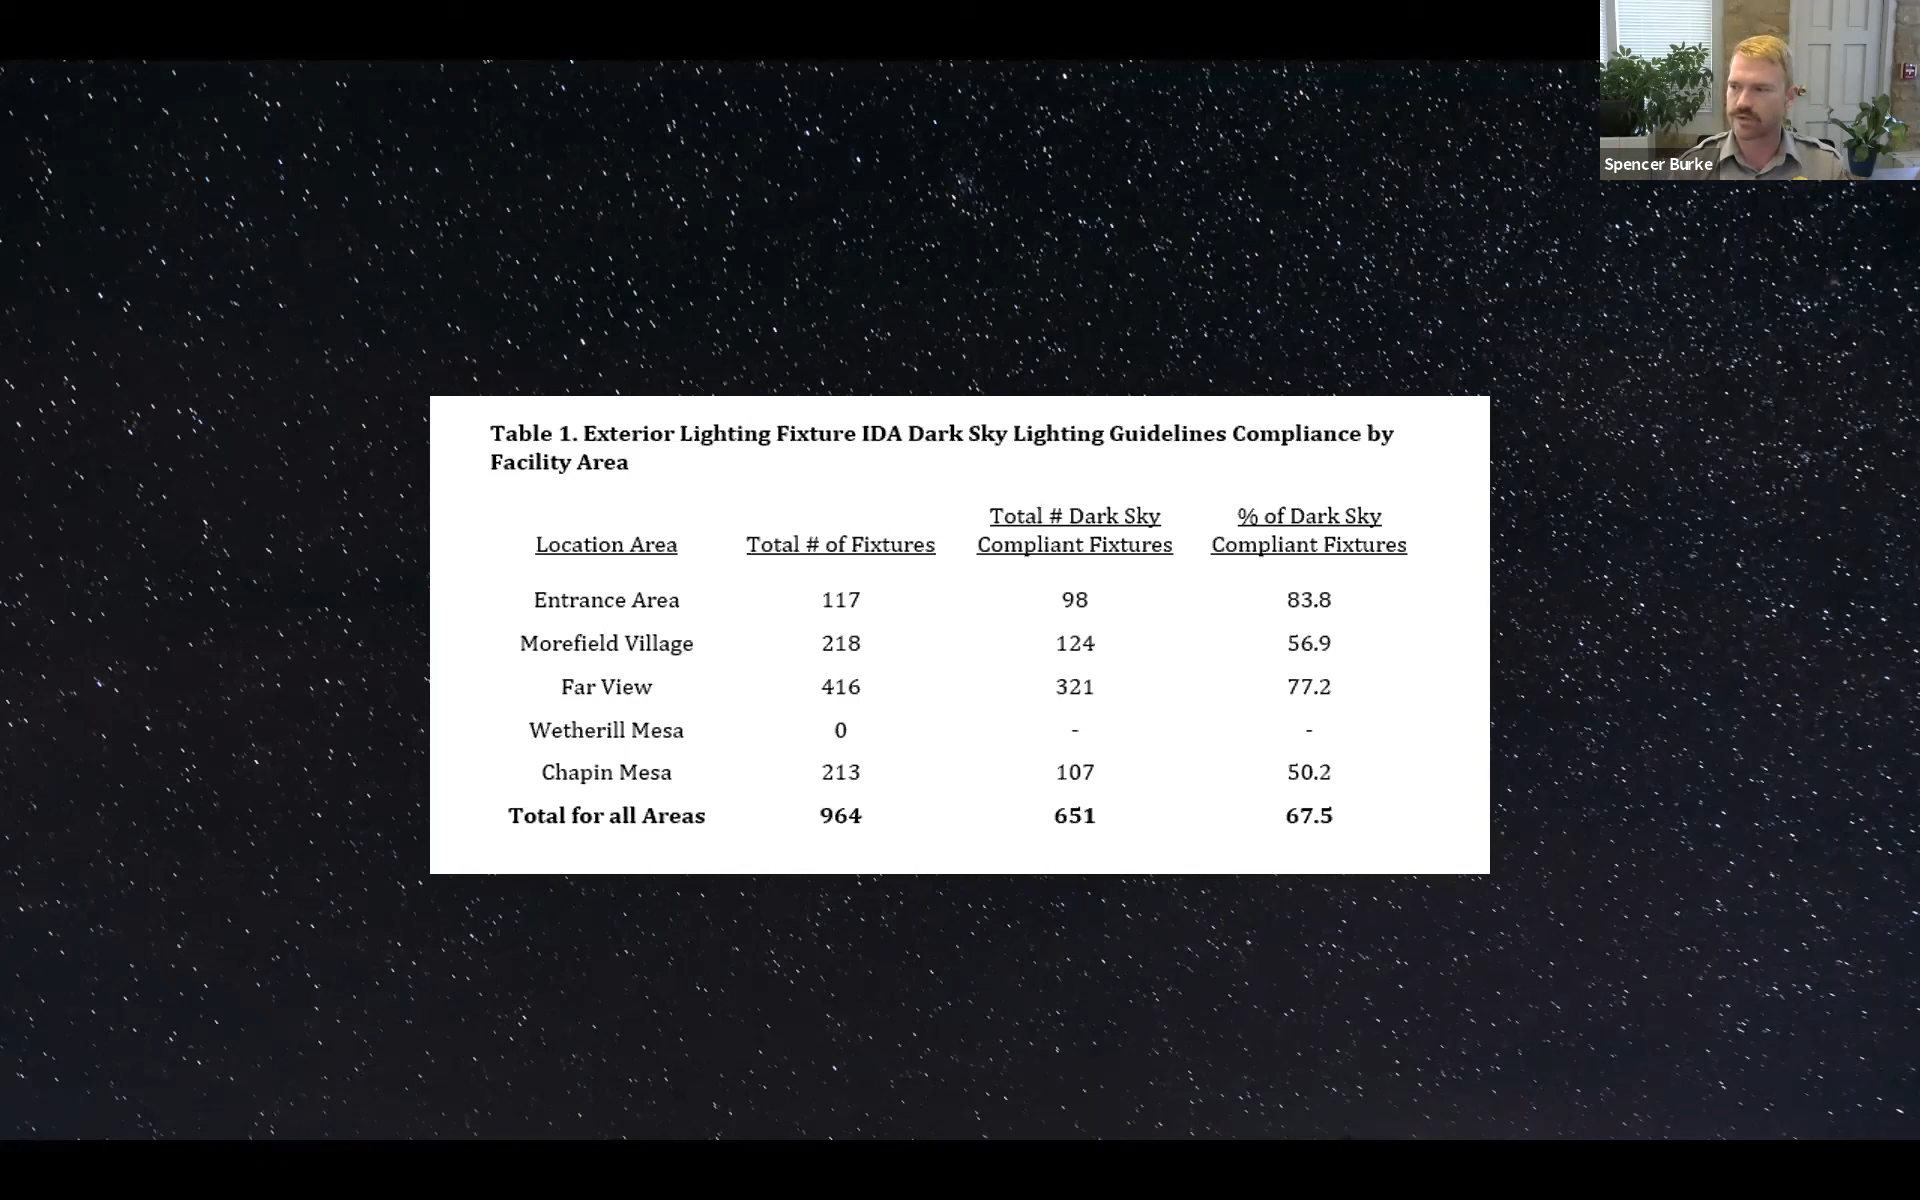 Spencer Burke
Table 1. Exterior Lighting Fixture IDA Dark Sky Lighting Guidelines Compliance by
Facility Area
Location Area Total # of Fixtures Total # Dark Sky Compliant Fixtures % of Dark Sky Compliant Fixtures
Entrance Area 117 98 83.8
Morefield Village 218 124 56.9
Far View 416 321 77.2
Wetherill Mesa 0 - -
Chapin Mesa 213 107 50.2
Total for all Areas 964 651 67.5